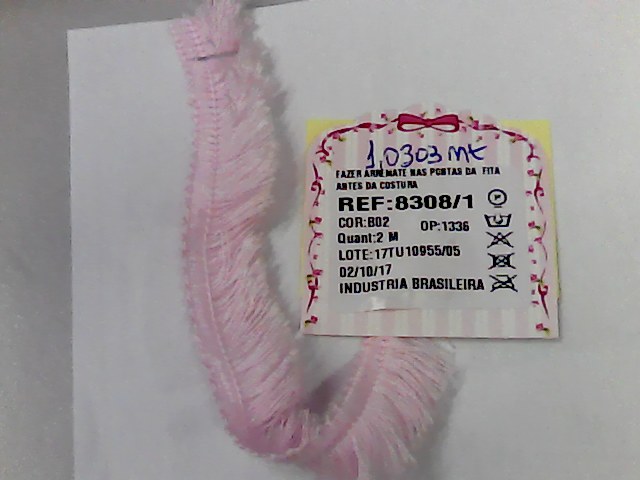 1,0303 mt
FAZER ARREMATE NAS PONTAS DA FITA
ANTES DA COSTURA
REF:8308/1
COR:B02 OP:1336
Quant:2 M
LOTE:17TU10955/05
02/10/17
INDUSTRIA BRASILEIRA